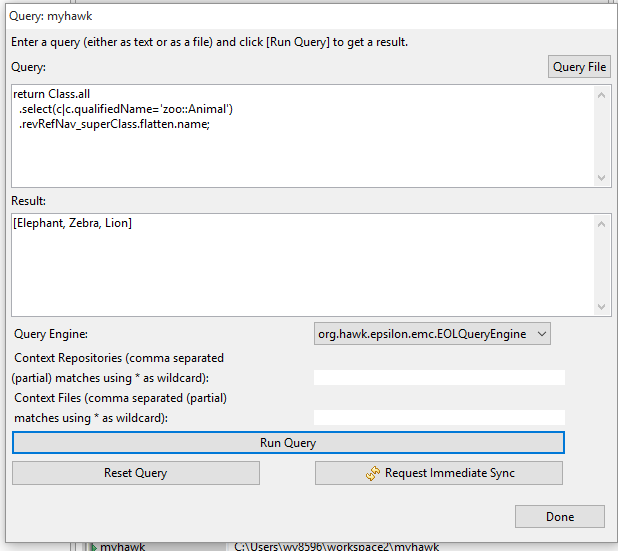 Query: myhawk
Enter a query (either as text or as a file) and click [Run Query] to get a result.
Query:
Query File
return Class.all
.select(c|c.qualifiedName='zoo::Animal')
.revRefNav_superClass.flatten.name;
Result:
[Elephant, Zebra, Lion]
Query Engine:
org.hawk.epsilon.emc.EOLQueryEngine
Context Repositories (comma separated
(partial) matches using * as wildcard):
Context Files (comma separated (partial)
matches using * as wildcard):
Run Query
Reset Query
Request Immediate Sync
Done
myhawk
C:\Users\wv8596\workspace2\myhawk